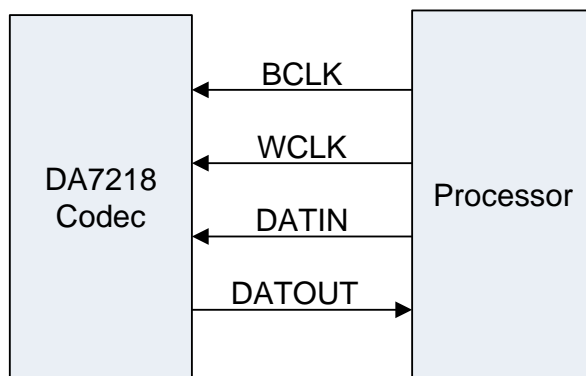 BCLK
WCLK
DA7218
Codec
Processor
DATIN
DATOUT